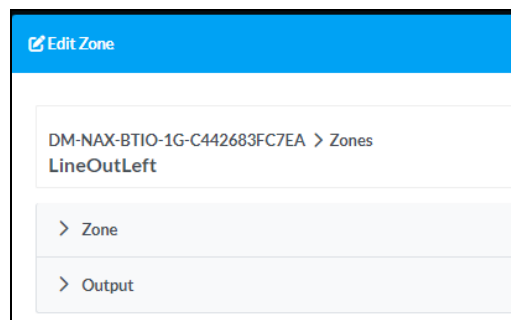 Edit Zone
DM-NAX-BTIO-1G-C442683FC7EA > Zones
LineOutLeft
Zone
Output